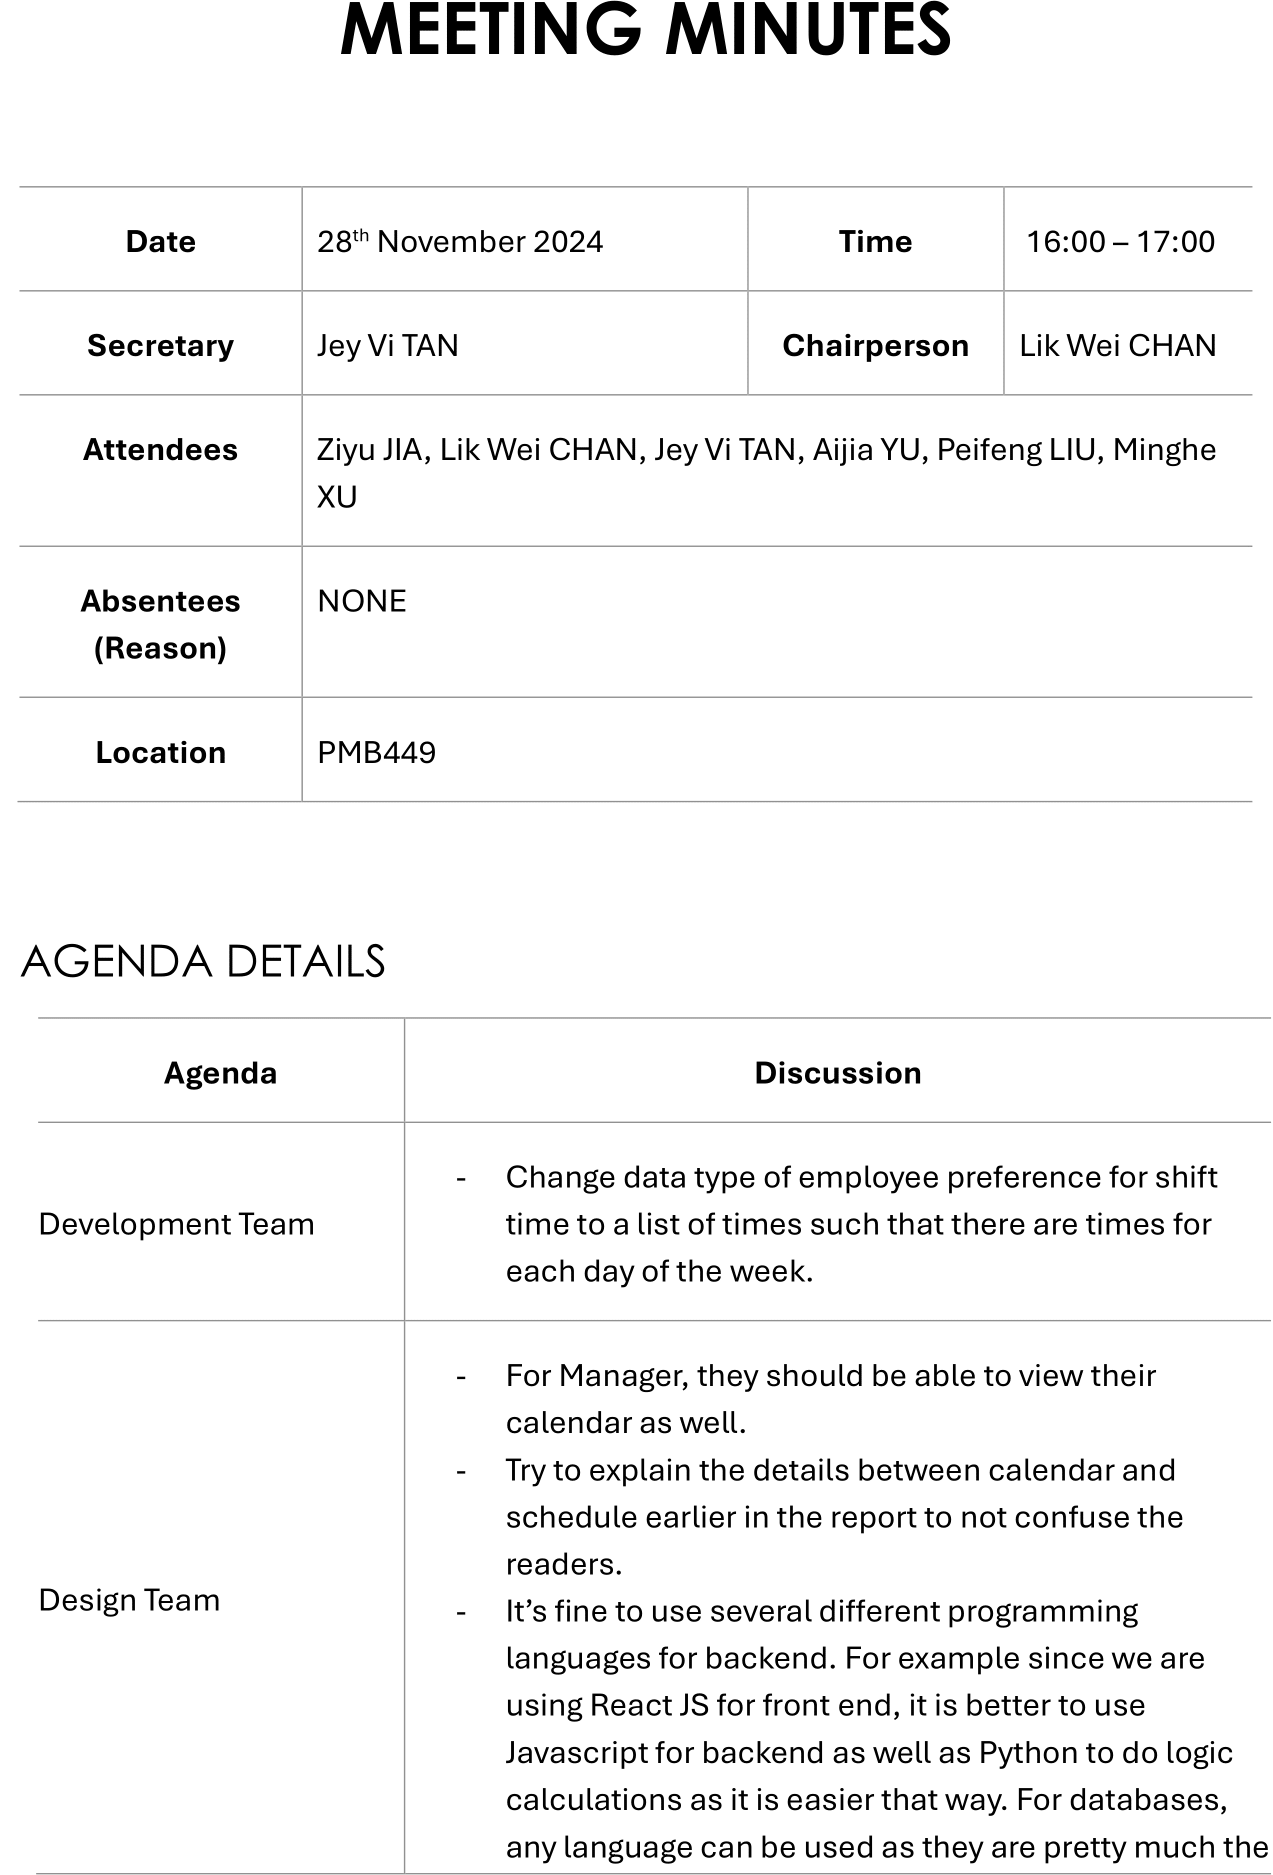 MEETING MINUTES
Date 28th November 2024 Time 16:00 – 17:00
Secretary Jey Vi TAN Chairperson Lik Wei CHAN
Attendees Ziyu JIA, Lik Wei CHAN, Jey Vi TAN, Aijia YU, Peifeng LIU, Minghe
XU
Absentees NONE
(Reason)
Location PMB449
AGENDA DETAILS
Agenda Discussion
- Change data type of employee preference for shift
Development Team time to a list of times such that there are times for
each day of the week.
- For Manager, they should be able to view their
calendar as well.
- Try to explain the details between calendar and
schedule earlier in the report to not confuse the
readers.
Design Team
- It’s fine to use several different programming
languages for backend. For example since we are
using React JS for front end, it is better to use
Javascript for backend as well as Python to do logic
calculations as it is easier that way. For databases,
any language can be used as they are pretty much the